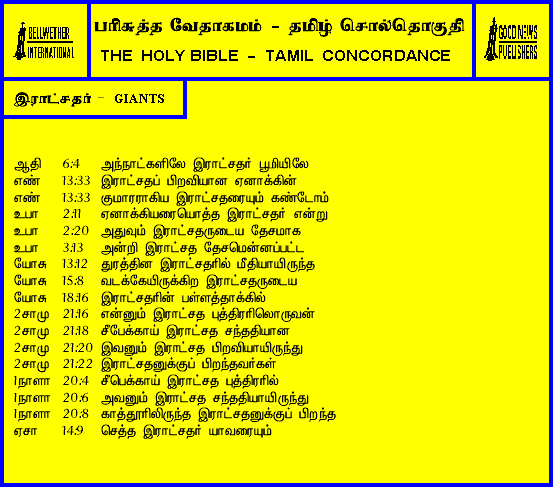 BELLWETHER INTERNATIONAL
பரிசுத்த வேதாகமம் - தமிழ் சொல்தொகுதி
THE HOLY BIBLE - TAMIL CONCORDANCE
GOOD NEWS PUBLISHERS
இராட்சதர் - GIANTS
ஆதி 6:4 அந்நாட்களிலே இராட்சதர் பூமியிலே
எண் 13:33 இராட்சதப் பிறவியான ஏனாக்கின்
எண் 13:33 குமாரராகிய இராட்சதரையும் கண்டோம்
உபா 2:11 ஏனாக்கியரையொத்த இராட்சதர் என்று
உபா 2:20 அதுவும் இராட்சதருடைய தேசமாக
உபா 3:13 அன்றி இராட்சத தேசமென்னப்பட்ட
யோசு 13:12 துரத்தின இராட்சதரில் மீதியாயிருந்த
யோசு 15:8 வடக்கேயிருக்கிற இராட்சதருடைய
யோசு 18:16 இராட்சதரின் பள்ளத்தாக்கில்
2சாமு 21:16 என்னும் இராட்சத புத்திரரிலொருவன்
2சாமு 21:18 சீபேக்காய் இராட்சத சந்ததியான
2சாமு 21:20 இவனும் இராட்சத பிறவியாயிருந்து
2சாமு 21:22 இராட்சதனுக்குப் பிறந்தவர்கள்
1நாளா 20:4 சீபெக்காய் இராட்சத புத்திரரில்
1நாளா 20:6 அவனும் இராட்சத சந்ததியாயிருந்து
1நாளா 20:8 காத்தூரிலிருந்த இராட்சதனுக்குப் பிறந்த
ஏசா 14:9 செத்த இராட்சதர் யாவரையும்